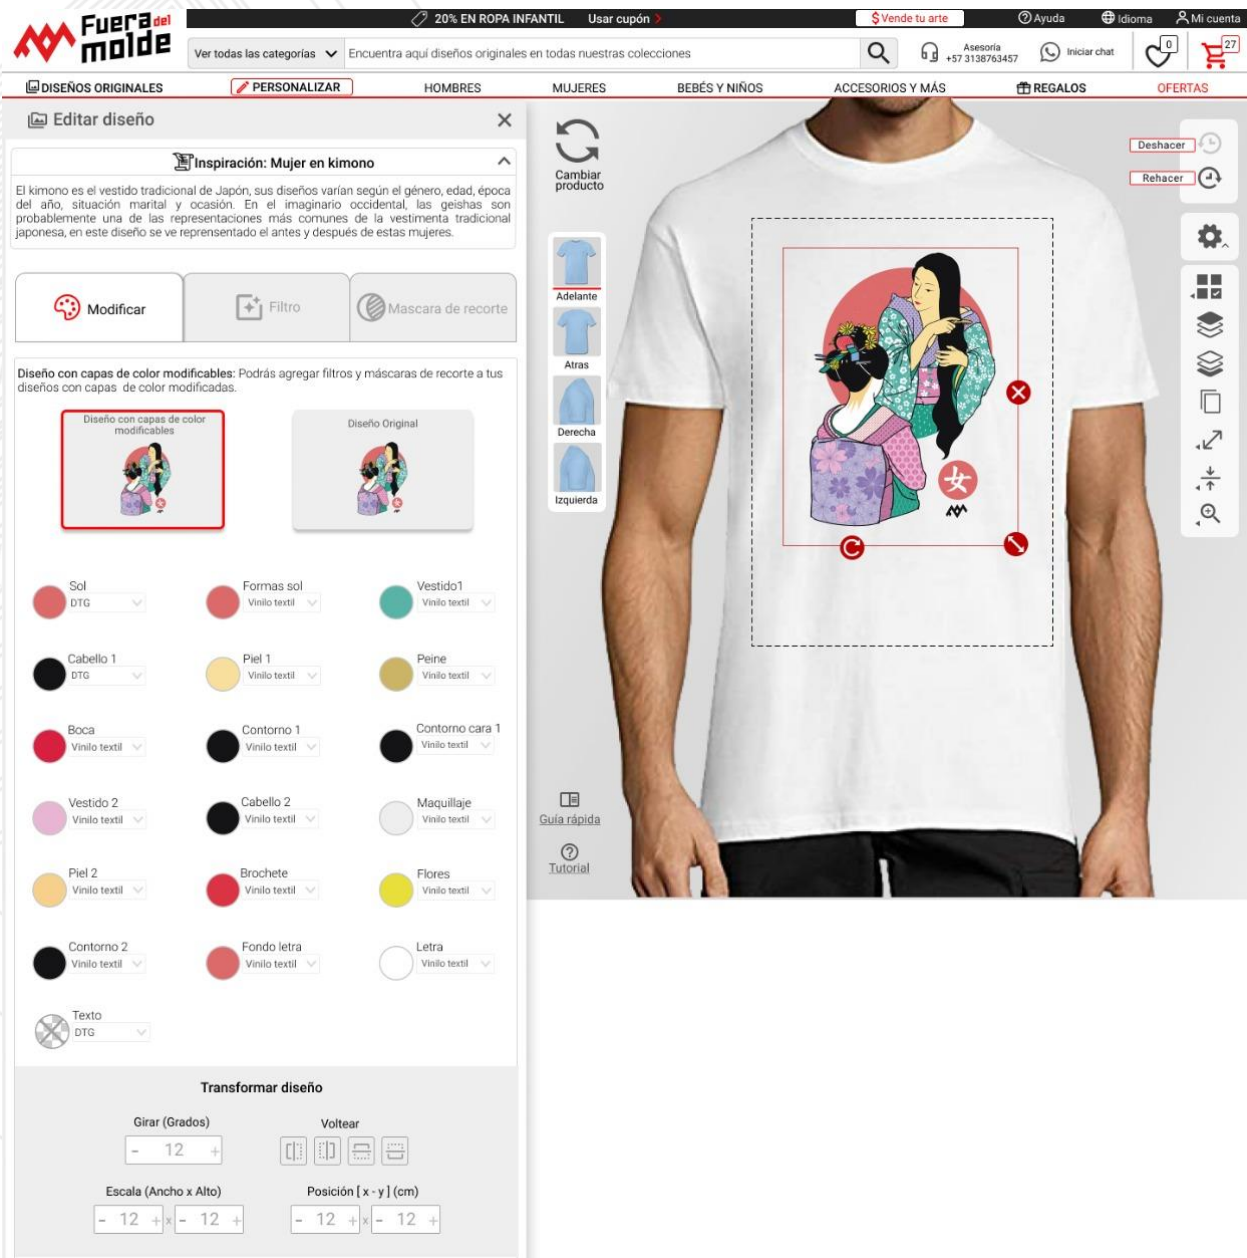 Fuera del
molde
20% EN ROPA INFANTIL Usar cupón >
$ Vende tu arte
Ayuda
Idioma
Mi cuenta
Ver todas las categorías
Encuentra aquí diseños originales en todas nuestras colecciones
Asesoría
+57 3138763457
Iniciar chat
0
27
DISEÑOS ORIGINALES
PERSONALIZAR
HOMBRES
MUJERES
BEBÉS Y NIÑOS
ACCESORIOS Y MÁS
REGALOS
OFERTAS
Editar diseño
Inspiración: Mujer en kimono
El kimono es el vestido tradicional de Japón, sus diseños varían según el género, edad, época
del año, situación marital y ocasión. En el imaginario occidental, las geishas son
probablemente una de las representaciones más comunes de la vestimenta tradicional
japonesa, en este diseño se ve reprensentado el antes y después de estas mujeres.
Modificar
Filtro
Mascara de recorte
Diseño con capas de color modificables: Podrás agregar filtros y máscaras de recorte a tus
diseños con capas de color modificadas.
Diseño con capas de color
modificables
Diseño Original
Sol
DTG
Formas sol
Vinilo textil
Vestido1
Vinilo textil
Cabello 1
DTG
Piel 1
Vinilo textil
Peine
Vinilo textil
Boca
Vinilo textil
Contorno 1
Vinilo textil
Contorno cara 1
Vinilo textil
Vestido 2
Vinilo textil
Cabello 2
Vinilo textil
Maquillaje
Vinilo textil
Piel 2
Vinilo textil
Brochete
Vinilo textil
Flores
Vinilo textil
Contorno 2
Vinilo textil
Fondo letra
Vinilo textil
Letra
Vinilo textil
Texto
DTG
Transformar diseño
Girar (Grados)
- 12 +
Voltear
Escala (Ancho x Alto)
- 12 + x - 12 +
Posición [ x - y ] (cm)
- 12 + x - 12 +
Cambiar
producto
Adelante
Atras
Derecha
Izquierda
Guía rápida
Tutorial
女
Deshacer
Rehacer